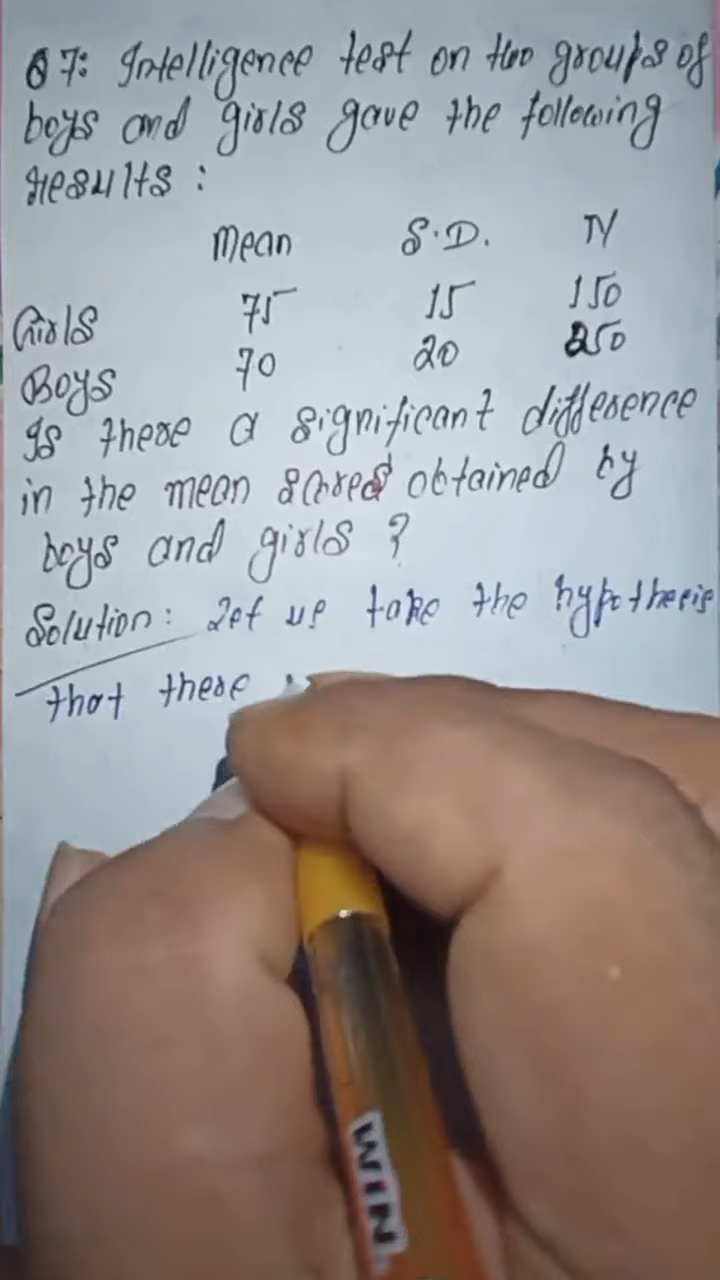 Q7: Intelligence test on two groups of
boys and girls gave the following
results :
Mean S.D. N
Girls 75 15 150
Boys 70 20 250
Is there a significant difference
in the mean scores obtained by
boys and girls ?
Solution: Let us take the hypothesis
that there
WIN